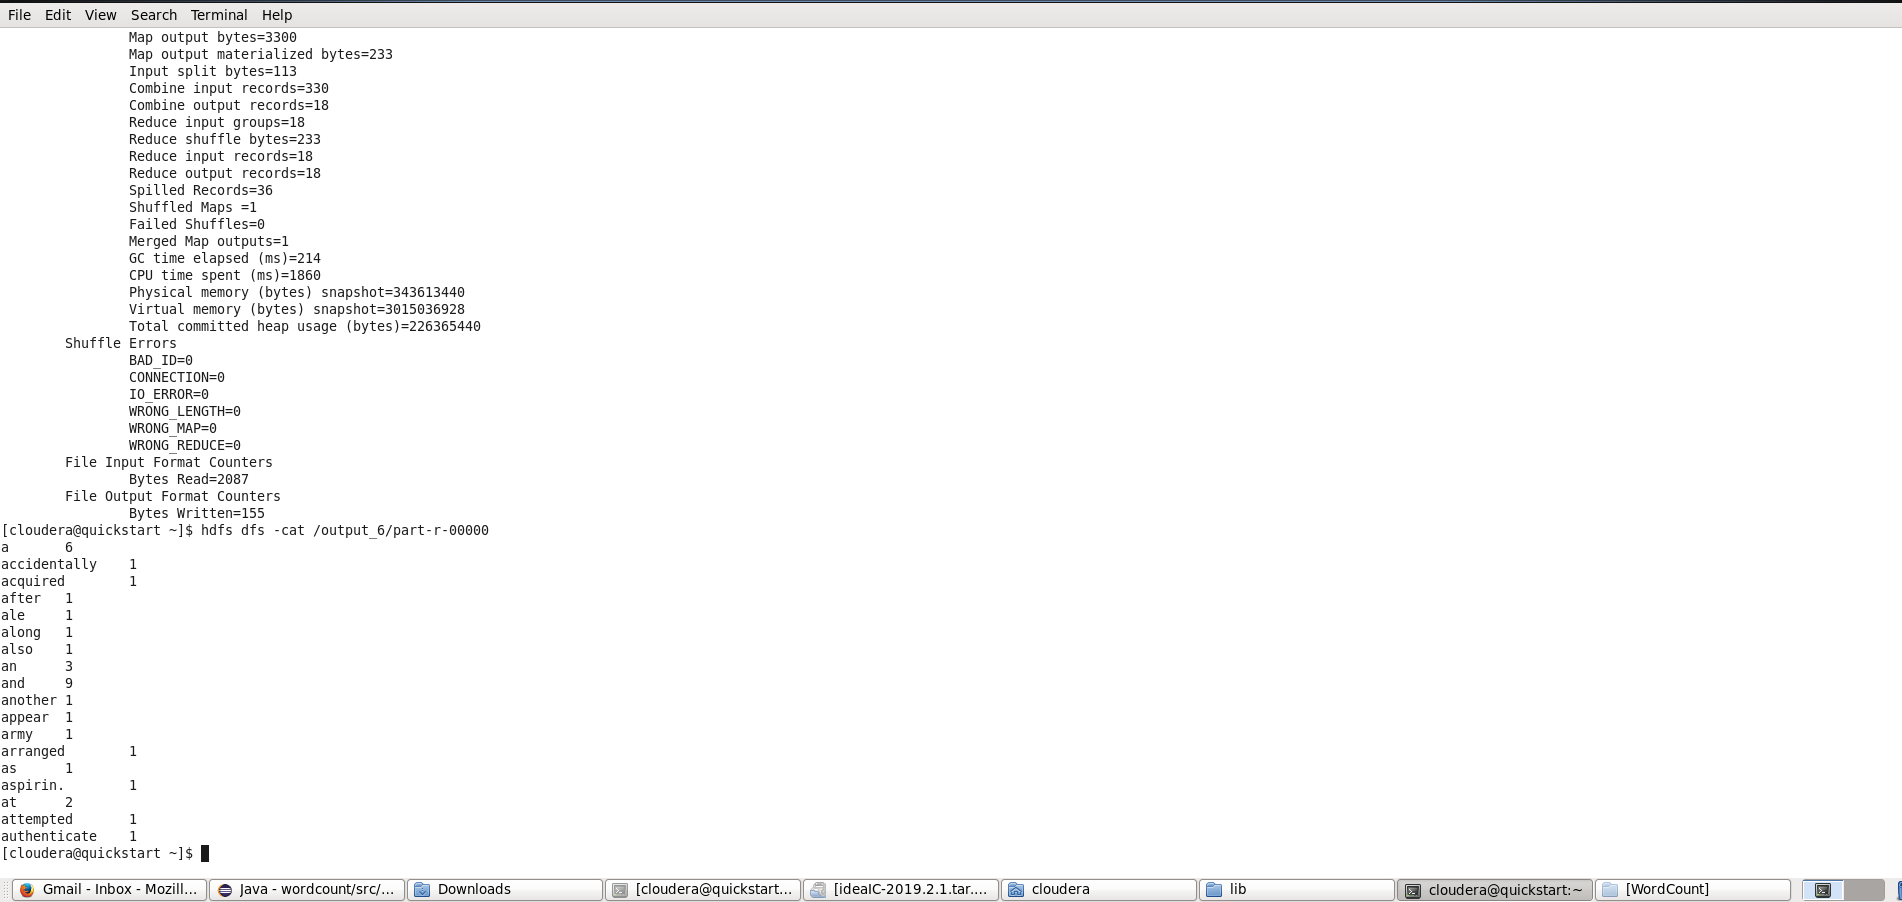 File Edit View Search Terminal Help
Map output bytes=3300
Map output materialized bytes=233
Input split bytes=113
Combine input records=330
Combine output records=18
Reduce input groups=18
Reduce shuffle bytes=233
Reduce input records=18
Reduce output records=18
Spilled Records=36
Shuffled Maps =1
Failed Shuffles=0
Merged Map outputs=1
GC time elapsed (ms)=214
CPU time spent (ms)=1860
Physical memory (bytes) snapshot=343613440
Virtual memory (bytes) snapshot=3015036928
Total committed heap usage (bytes)=226365440
Shuffle Errors
BAD_ID=0
CONNECTION=0
IO_ERROR=0
WRONG_LENGTH=0
WRONG_MAP=0
WRONG_REDUCE=0
File Input Format Counters
Bytes Read=2087
File Output Format Counters
Bytes Written=155
[cloudera@quickstart ~]$ hdfs dfs -cat /output_6/part-r-00000
a 6
accidentally 1
acquired 1
after 1
ale 1
along 1
also 1
an 3
and 9
another 1
appear 1
army 1
arranged 1
as 1
aspirin. 1
at 2
attempted 1
authenticate 1
[cloudera@quickstart ~]$
Gmail - Inbox - Mozill... Java - wordcount/src/... Downloads [cloudera@quickstart... [ideaIC-2019.2.1.tar.... cloudera lib cloudera@quickstart:~ [WordCount]